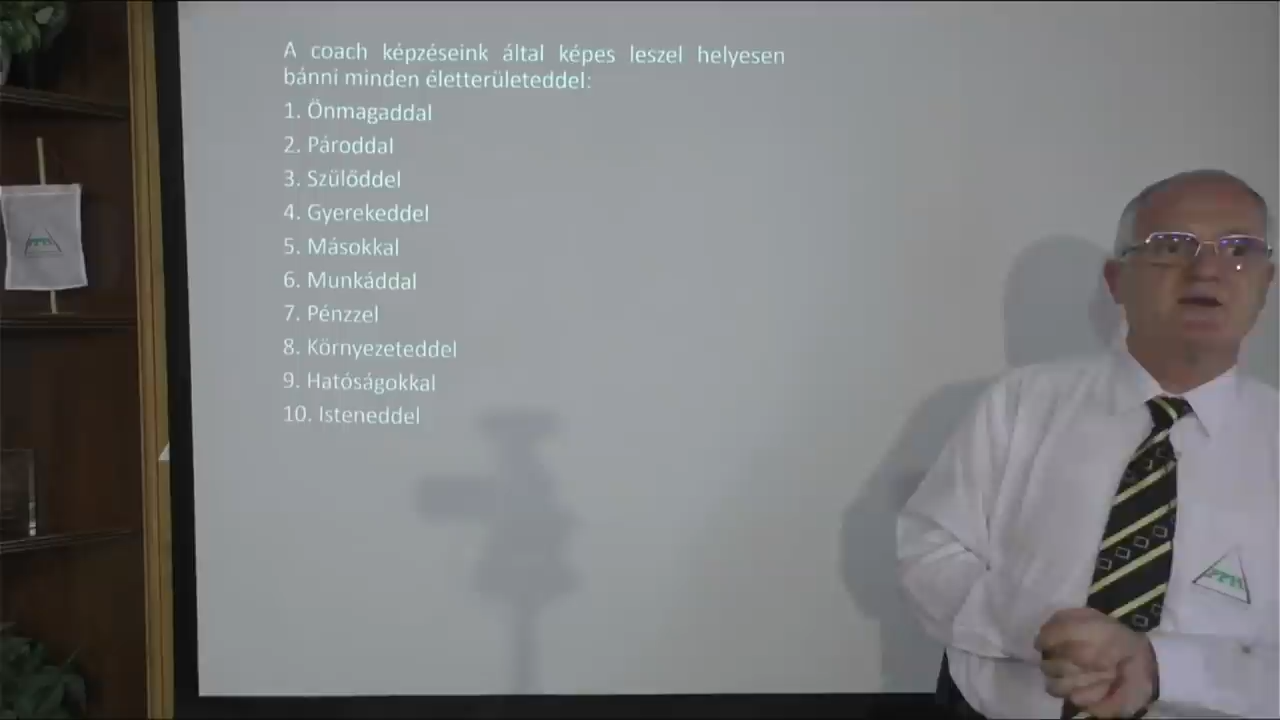 A coach képzéseink által képes leszel helyesen
bánni minden életterületeddel:
1. Önmagaddal
2. Pároddal
3. Szülőddel
4. Gyerekeddel
5. Másokkal
6. Munkáddal
7. Pénzzel
8. Környezeteddel
9. Hatóságokkal
10. Isteneddel